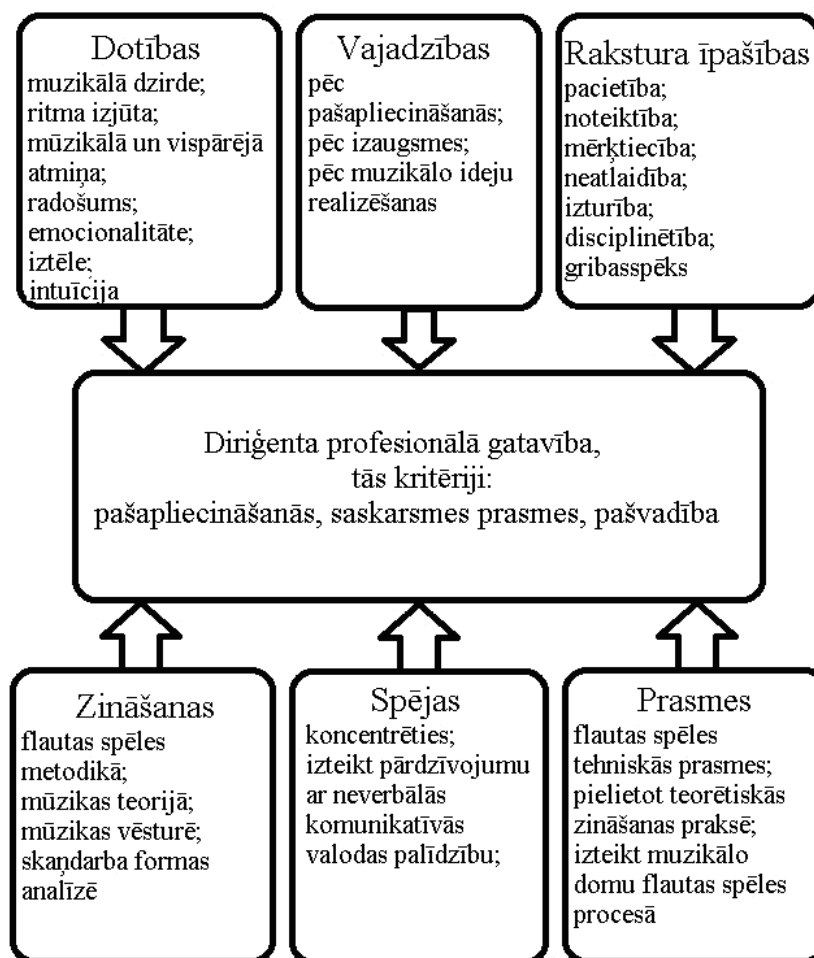 Dotības
muzikālā dzirde;
ritma izjūta;
mūzikālā un vispārējā
atmiņa;
radošums;
emocionalitāte;
iztēle;
intuīcija
Vajadzības
pēc
pašapliecināšanās;
pēc izaugsmes;
pēc muzikālo ideju
realizēšanas
Rakstura īpašības
pacietība;
noteiktība;
mērķtiecība;
neatlaidība;
izturība;
disciplinētība;
gribasspēks
Diriģenta profesionālā gatavība,
tās kritēriji:
pašapliecināšanās, saskarsmes prasmes, pašvadība
Zināšanas
flautas spēles
metodikā;
mūzikas teorijā;
mūzikas vēsturē;
skaņdarba formas
analīzē
Spējas
koncentrēties;
izteikt pārdzīvojumu
ar neverbālās
komunikatīvās
valodas palīdzību;
Prasmes
flautas spēles
tehniskās prasmes;
pielietot teorētiskās
zināšanas praksē;
izteikt muzikālo
domu flautas spēles
procesā